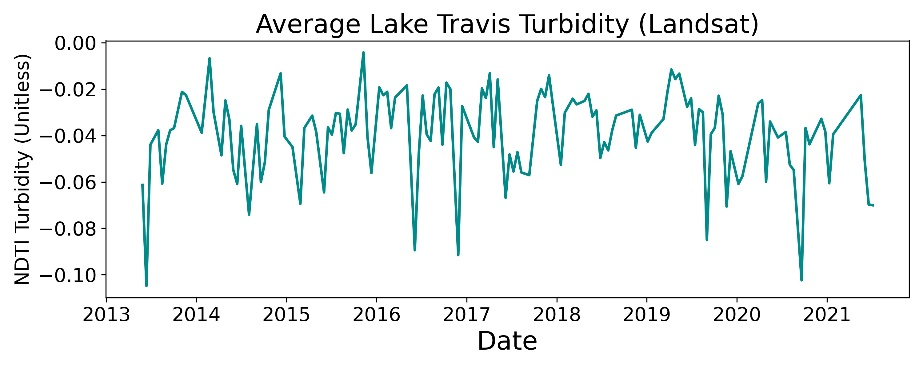 Average Lake Travis Turbidity (Landsat)
NDTI Turbidity (Unitless)
0.00
−0.02
−0.04
−0.06
−0.08
−0.10
2013 2014 2015 2016 2017 2018 2019 2020 2021
Date